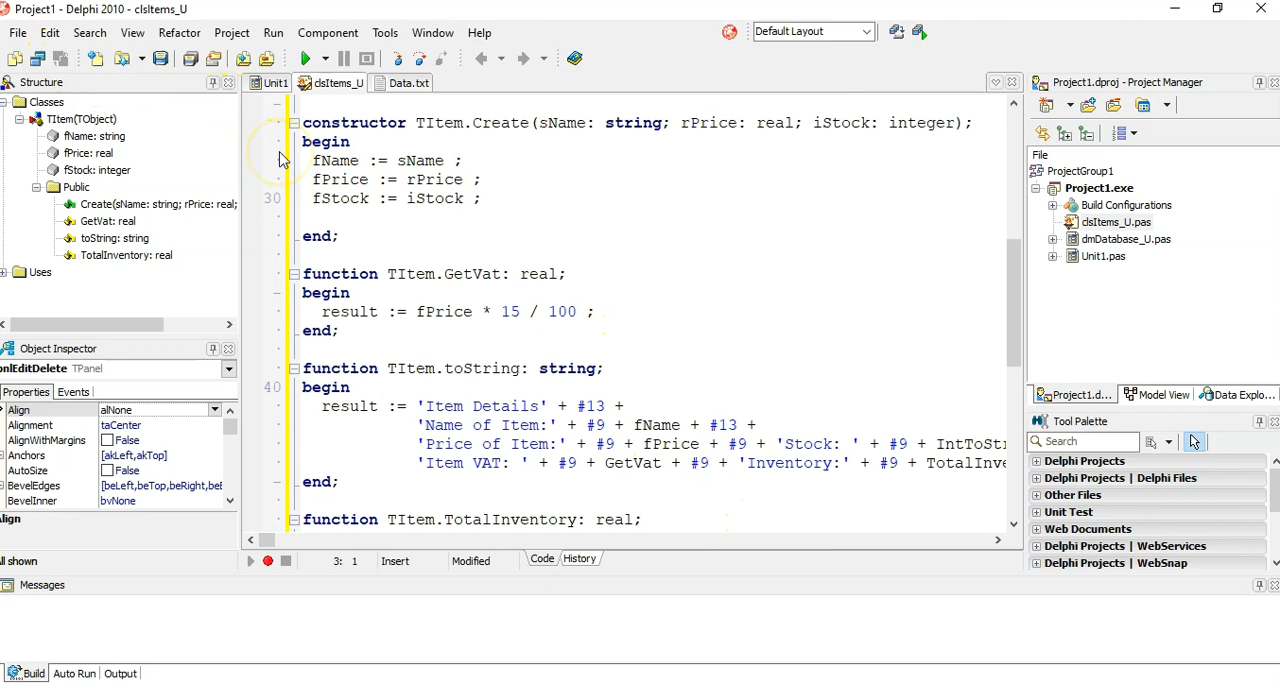 Project1 - Delphi 2010 - clsItems_U
File Edit Search View Refactor Project Run Component Tools Window Help
Default Layout
Structure
Classes
TItem(TObject)
fName: string
fPrice: real
fStock: integer
Public
Create(sName: string; rPrice: real;
GetVat: real
toString: string
TotalInventory: real
Uses
Object Inspector
TPanel
Properties Events
Align alNone
Alignment taCenter
AlignWithMargins False
Anchors [akLeft,akTop]
AutoSize False
BevelEdges [beLeft,beTop,beRight,be
BevelInner bvNone
All shown
Unit1 clsItems_U Data.txt
constructor TItem.Create(sName: string; rPrice: real; iStock: integer);
begin
fName := sName ;
fPrice := rPrice ;
30 fStock := iStock ;
end;
function TItem.GetVat: real;
begin
result := fPrice * 15 / 100 ;
end;
function TItem.toString: string;
40 begin
result := 'Item Details' + #13 +
'Name of Item:' + #9 + fName + #13 +
'Price of Item:' + #9 + fPrice + #9 + 'Stock: ' + #9 + IntToStr
'Item VAT: ' + #9 + GetVat + #9 + 'Inventory:' + #9 + TotalInve
end;
function TItem.TotalInventory: real;
3: 1 Insert Modified Code History
Project1.dproj - Project Manager
File
ProjectGroup1
Project1.exe
Build Configurations
clsItems_U.pas
dmDatabase_U.pas
Unit1.pas
Project1.d... Model View Data Explo...
Tool Palette
Search
Delphi Projects
Delphi Projects | Delphi Files
Other Files
Unit Test
Web Documents
Delphi Projects | WebServices
Delphi Projects | WebSnap
Messages
Build Auto Run Output